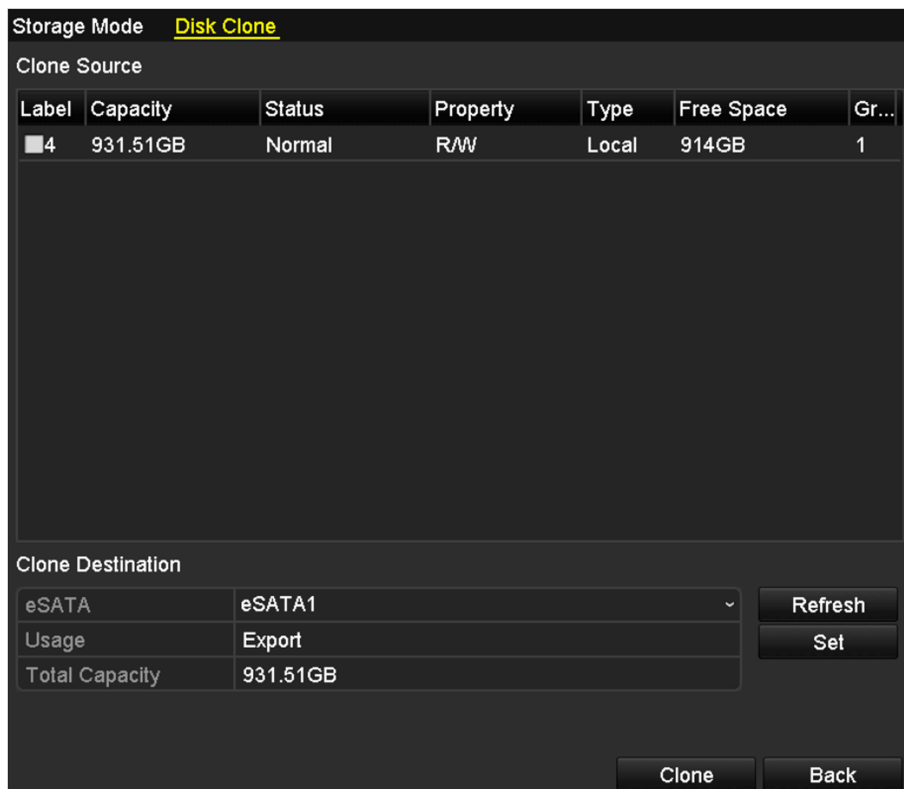 Storage Mode Disk Clone
Clone Source
Label Capacity Status Property Type Free Space Gr...
4 931.51GB Normal R/W Local 914GB 1
Clone Destination
eSATA eSATA1 Refresh
Usage Export Set
Total Capacity 931.51GB
Clone Back